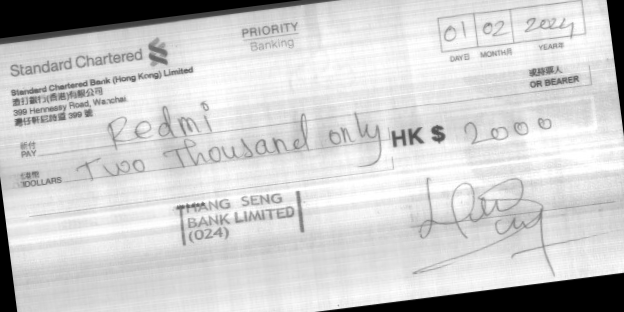 Standard Chartered
PRIORITY
Banking
01 02 2024
DAY日 MONTH月 YEAR年
Standard Chartered Bank (Hong Kong) Limited
渣打銀行(香港)有限公司
399 Hennessy Road, Wanchai
灣仔軒尼詩道 399 號
或持票人
OR BEARER
祈付
PAY
Redmi
港幣
DOLLARS
Two Thousand only
HK $ 2000
HANG SENG
BANK LIMITED
(024)